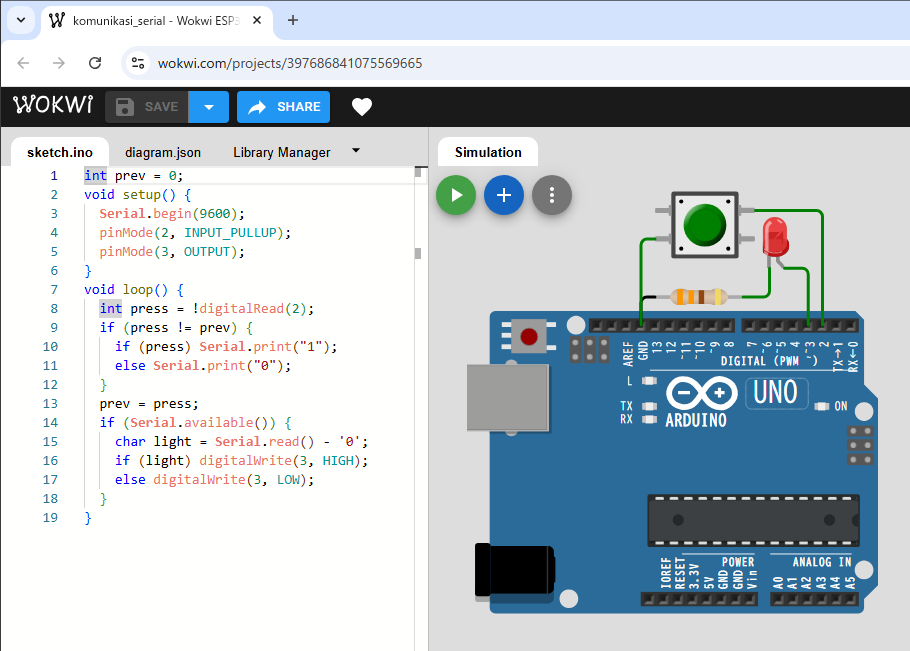 komunikasi_serial - Wokwi ESP3
wokwi.com/projects/397686841075569665
WOKWi
SAVE
SHARE
sketch.ino
diagram.json
Library Manager
Simulation
1 int prev = 0;
2 void setup() {
3 Serial.begin(9600);
4 pinMode(2, INPUT_PULLUP);
5 pinMode(3, OUTPUT);
6 }
7 void loop() {
8 int press = !digitalRead(2);
9 if (press != prev) {
10 if (press) Serial.print("1");
11 else Serial.print("0");
12 }
13 prev = press;
14 if (Serial.available()) {
15 char light = Serial.read() - '0';
16 if (light) digitalWrite(3, HIGH);
17 else digitalWrite(3, LOW);
18 }
19 }
AREF
GND
13
12
~11
~10
~9
8
7
~6
~5
4
~3
2
TX→1
RX←0
DIGITAL (PWM ~)
L
TX
RX
UNO
ON
ARDUINO
POWER
ANALOG IN
IOREF
RESET
3.3V
5V
GND
GND
Vin
A0
A1
A2
A3
A4
A5